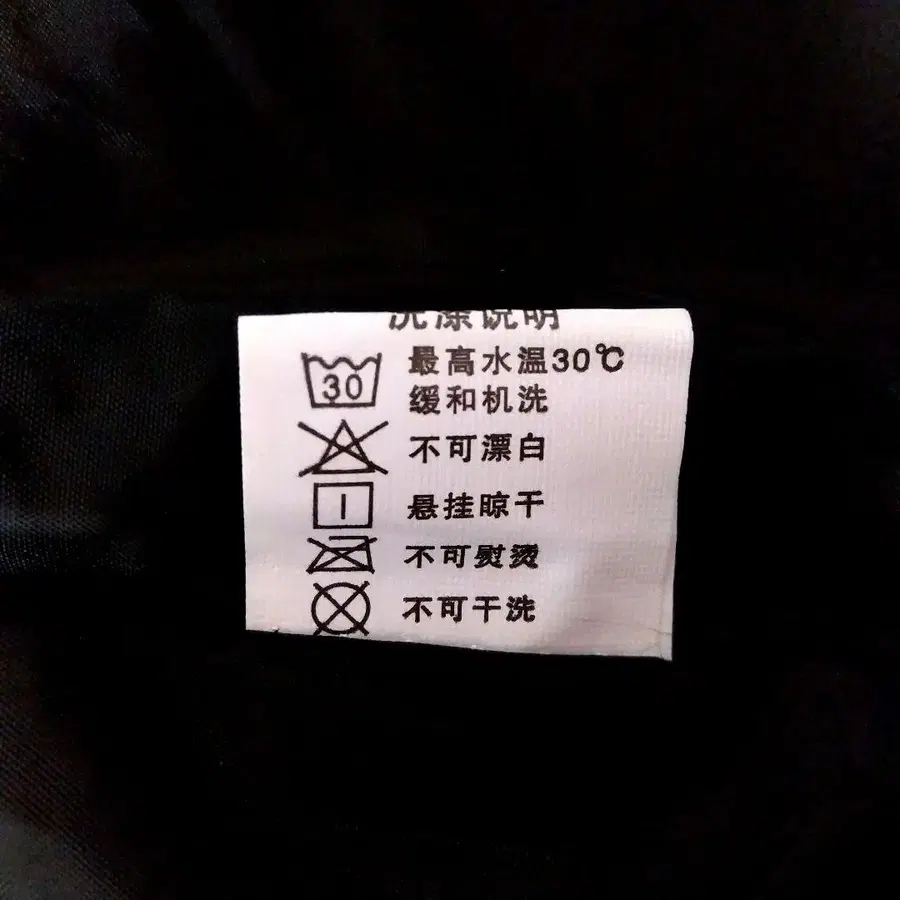 洗涤说明
最高水温30℃
30
缓和机洗
不可漂白
悬挂晾干
不可熨烫
不可干洗